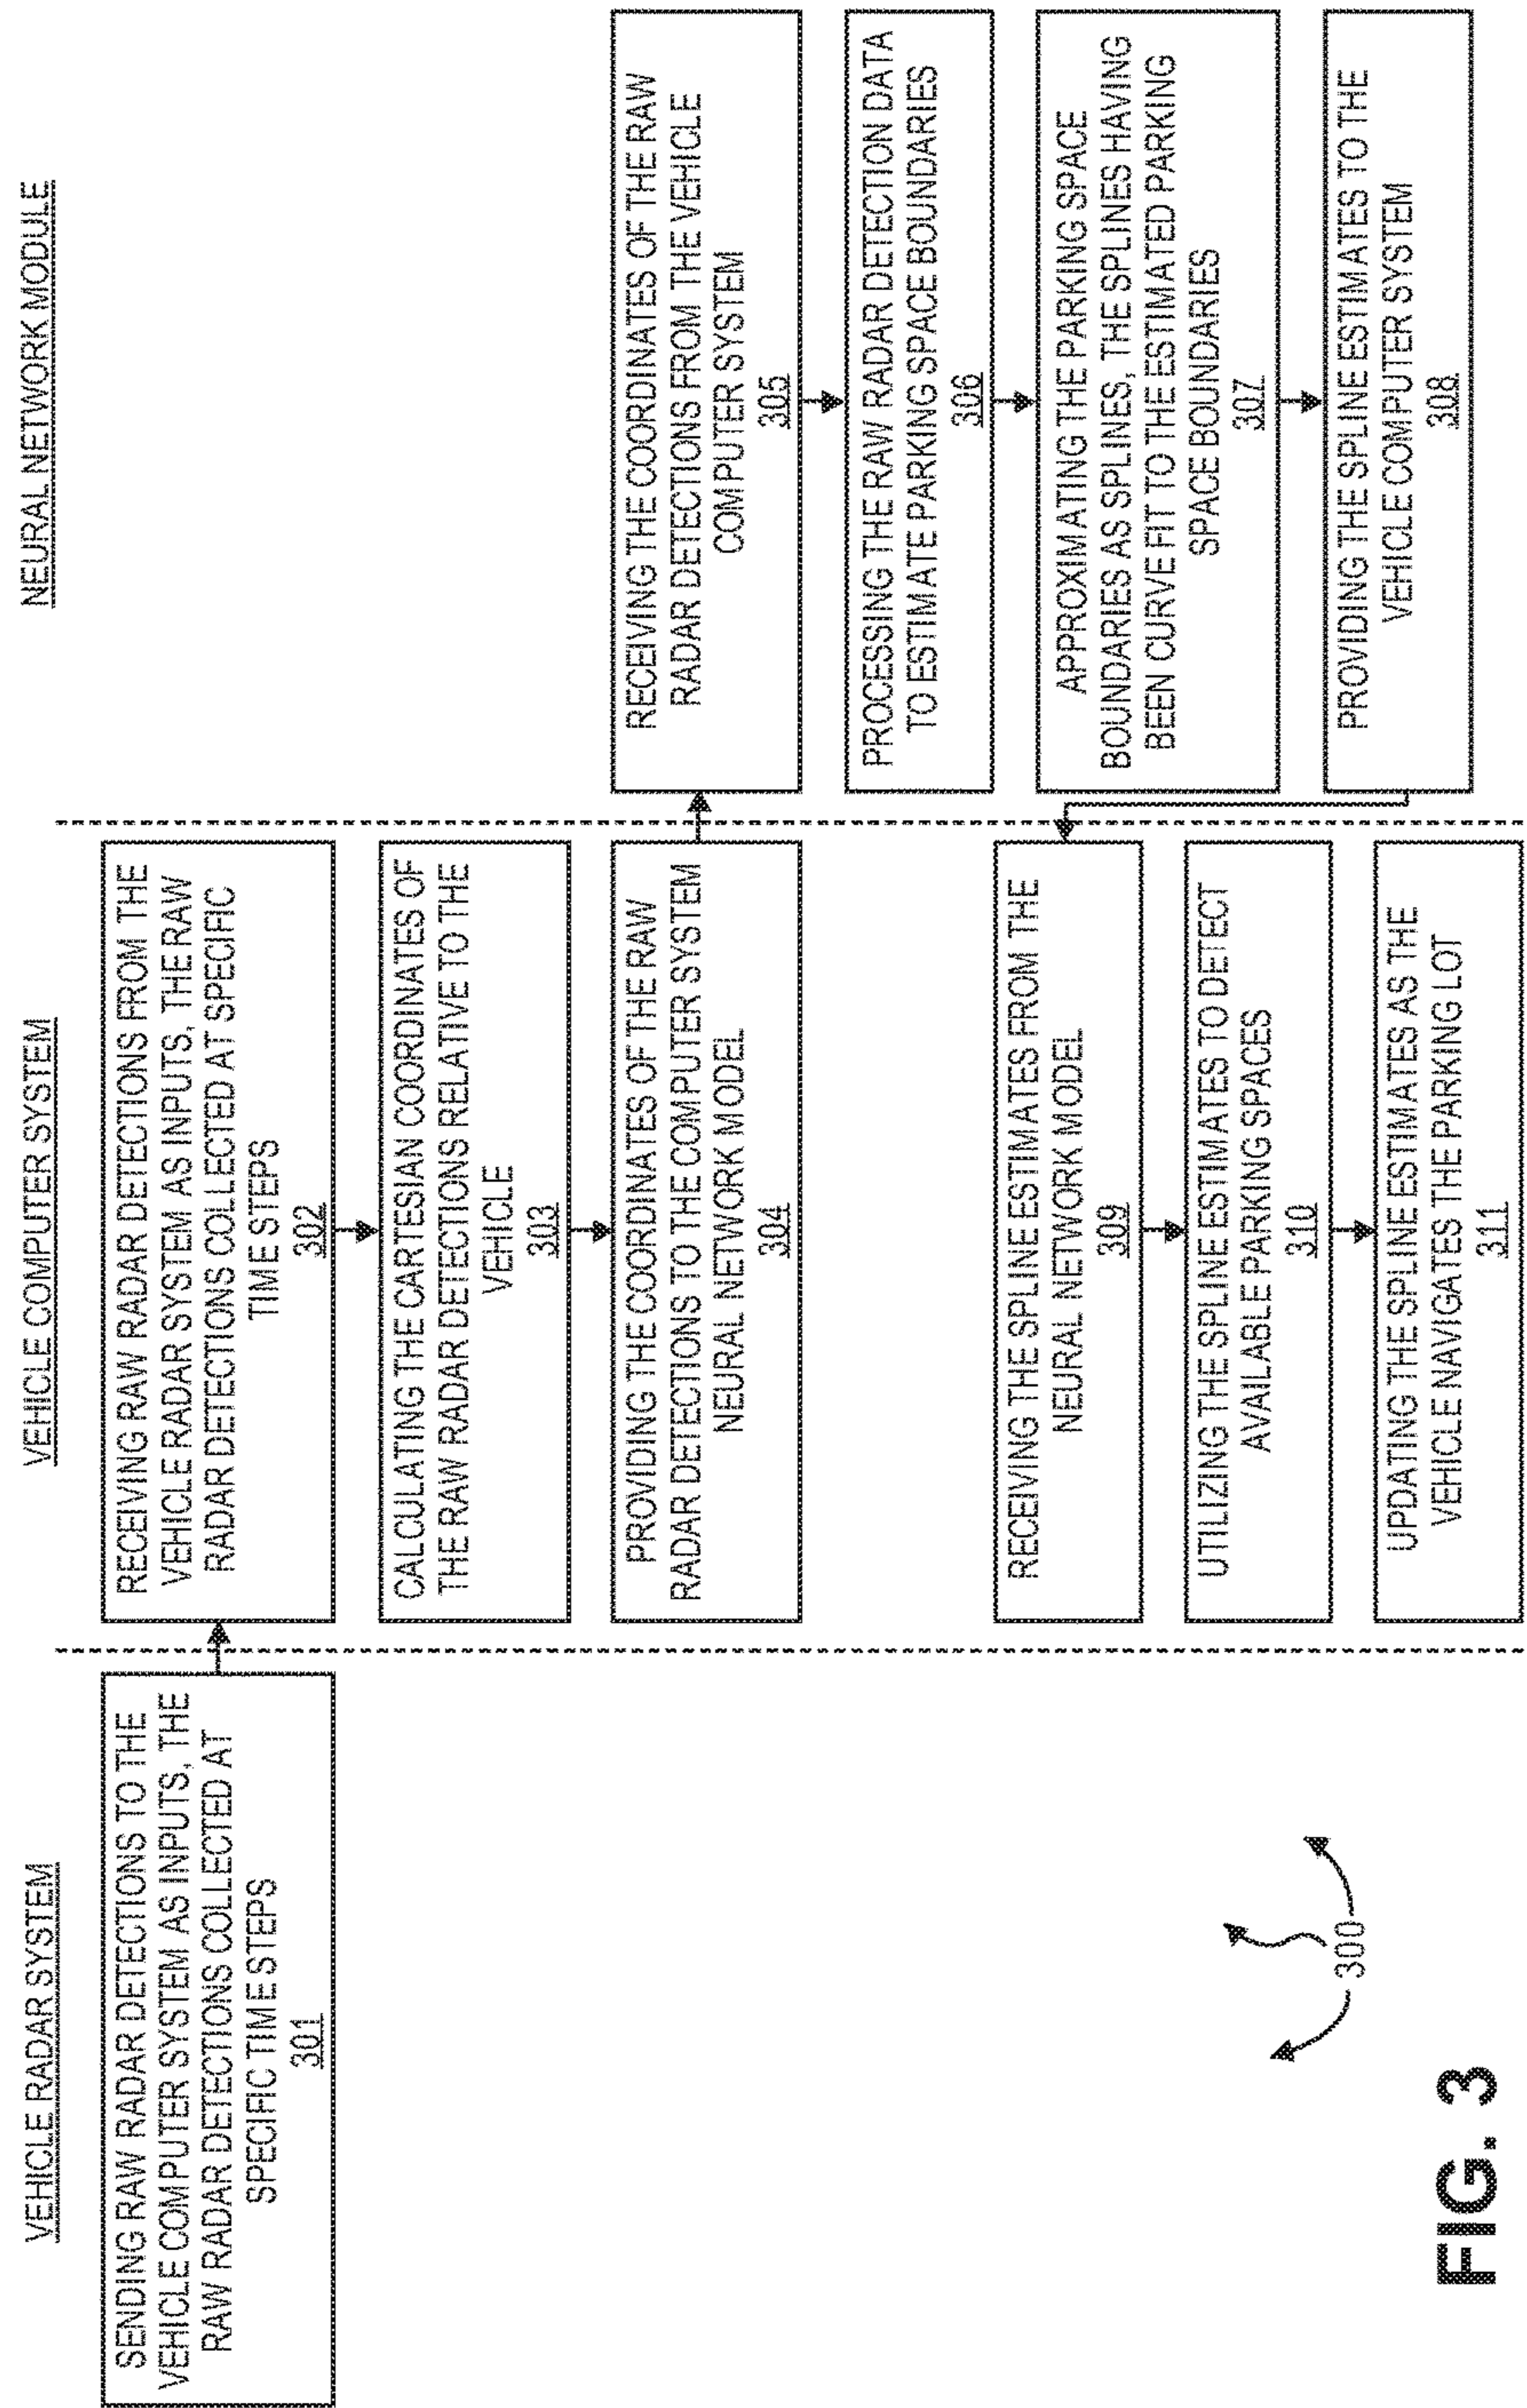 VEHICLE RADAR SYSTEM
SENDING RAW RADAR DETECTIONS TO THE
VEHICLE COMPUTER SYSTEM AS INPUTS, THE
RAW RADAR DETECTIONS COLLECTED AT
SPECIFIC TIME STEPS
301
VEHICLE COMPUTER SYSTEM
RECEIVING RAW RADAR DETECTIONS FROM THE
VEHICLE RADAR SYSTEM AS INPUTS, THE RAW
RADAR DETECTIONS COLLECTED AT SPECIFIC
TIME STEPS
302
CALCULATING THE CARTESIAN COORDINATES OF
THE RAW RADAR DETECTIONS RELATIVE TO THE
VEHICLE
303
PROVIDING THE COORDINATES OF THE RAW
RADAR DETECTIONS TO THE COMPUTER SYSTEM
NEURAL NETWORK MODEL
304
NEURAL NETWORK MODULE
RECEIVING THE COORDINATES OF THE RAW
RADAR DETECTIONS FROM THE VEHICLE
COMPUTER SYSTEM
305
PROCESSING THE RAW RADAR DETECTION DATA
TO ESTIMATE PARKING SPACE BOUNDARIES
306
APPROXIMATING THE PARKING SPACE
BOUNDARIES AS SPLINES, THE SPLINES HAVING
BEEN CURVE FIT TO THE ESTIMATED PARKING
SPACE BOUNDARIES
307
PROVIDING THE SPLINE ESTIMATES TO THE
VEHICLE COMPUTER SYSTEM
308
RECEIVING THE SPLINE ESTIMATES FROM THE
NEURAL NETWORK MODEL
309
UTILIZING THE SPLINE ESTIMATES TO DETECT
AVAILABLE PARKING SPACES
310
UPDATING THE SPLINE ESTIMATES AS THE
VEHICLE NAVIGATES THE PARKING LOT
311
300
FIG. 3